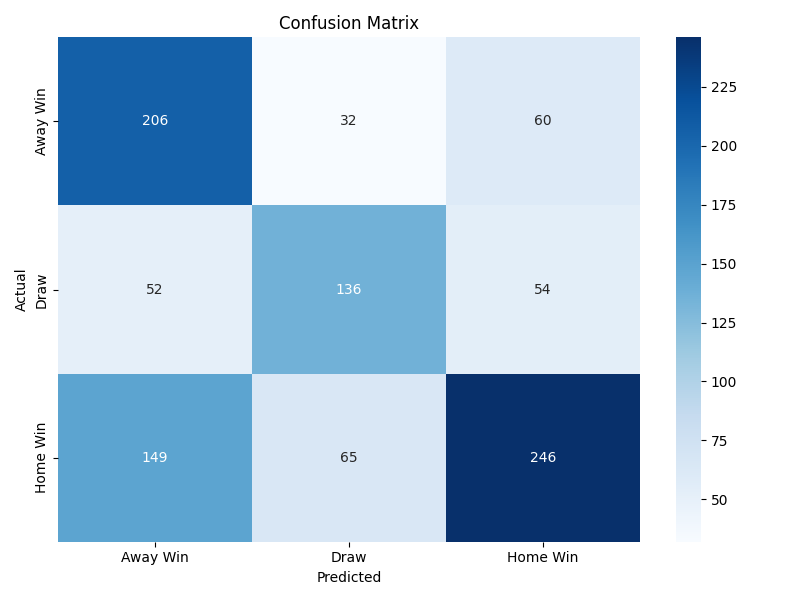 Confusion Matrix
Away Win
206
32
60
Actual
Draw
52
136
54
Home Win
149
65
246
Away Win Draw Home Win
Predicted
225
200
175
150
125
100
75
50